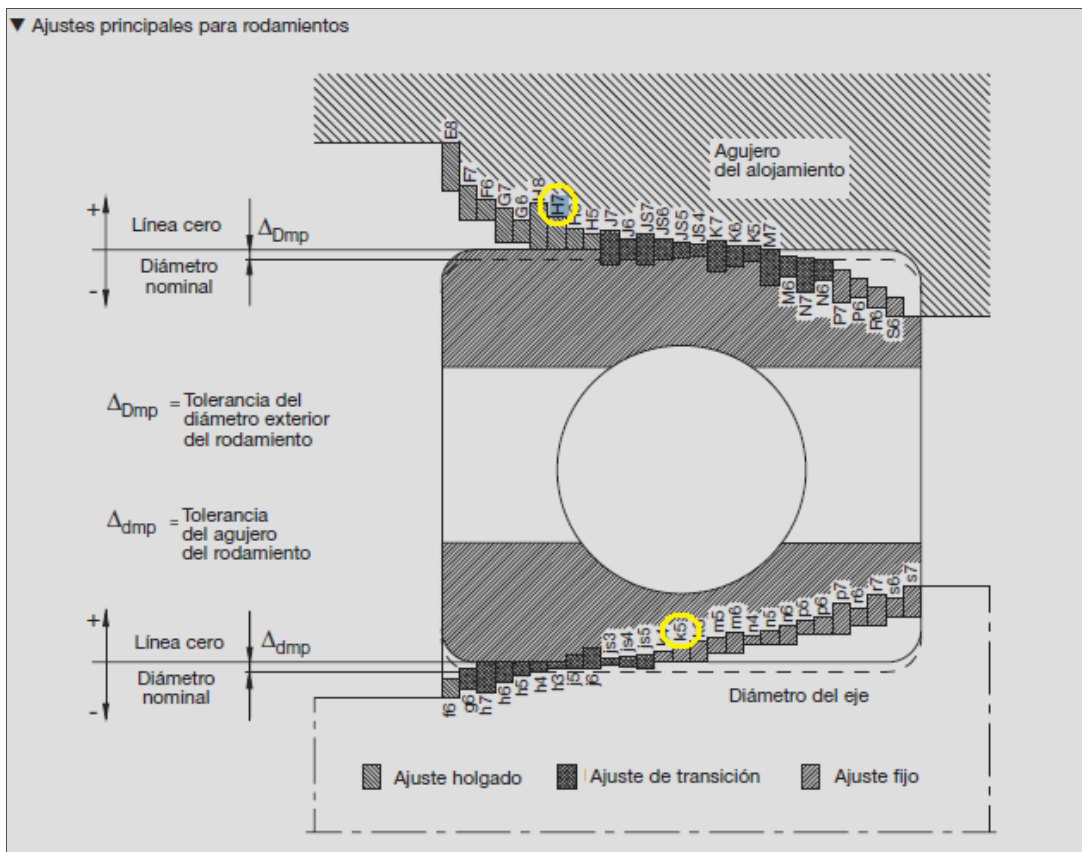 ▼ Ajustes principales para rodamientos
E8
F7
F6
G7
G6
H8
H7
H6
H5
J7
J6
JS7
JS6
JS5
JS4
K7
K6
K5
M7
M6
N7
N6
P7
P6
R6
S6
Agujero
del alojamiento
+
Línea cero
ΔDmp
Diámetro
nominal
-
ΔDmp = Tolerancia del
diámetro exterior
del rodamiento
Δdmp = Tolerancia
del agujero
del rodamiento
+
Línea cero
Δdmp
Diámetro
nominal
-
f6
g6
h7
h6
h5
h4
h3
j5
j6
js3
js4
js5
k5
m5
m6
n4
n5
n6
p5
p6
p7
r6
r7
s6
s7
Diámetro del eje
Ajuste holgado
Ajuste de transición
Ajuste fijo